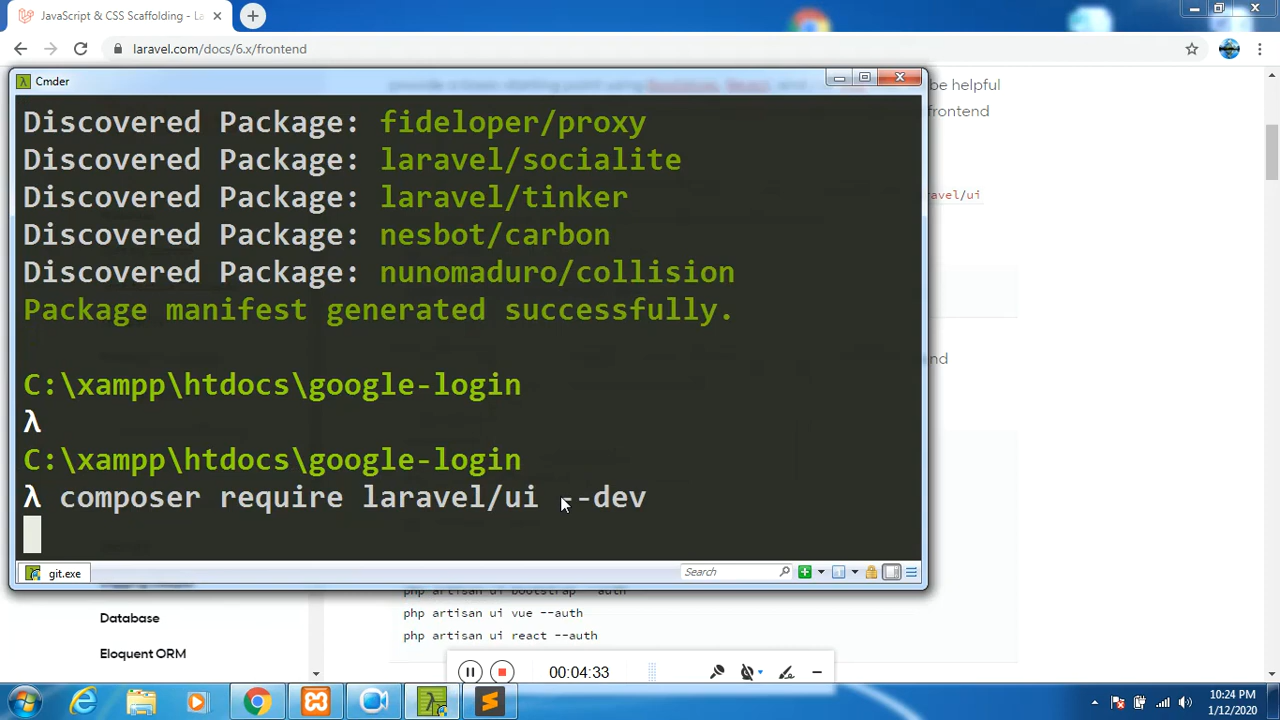 JavaScript & CSS Scaffolding - La
laravel.com/docs/6.x/frontend
be helpful
frontend
Cmder
Discovered Package: fideloper/proxy
Discovered Package: laravel/socialite
Discovered Package: laravel/tinker
Discovered Package: nesbot/carbon
Discovered Package: nunomaduro/collision
Package manifest generated successfully.
C:\xampp\htdocs\google-login
λ
C:\xampp\htdocs\google-login
λ composer require laravel/ui --dev
git.exe
Search
Database
Eloquent ORM
php artisan ui vue --auth
php artisan ui react --auth
00:04:33
10:24 PM
1/12/2020